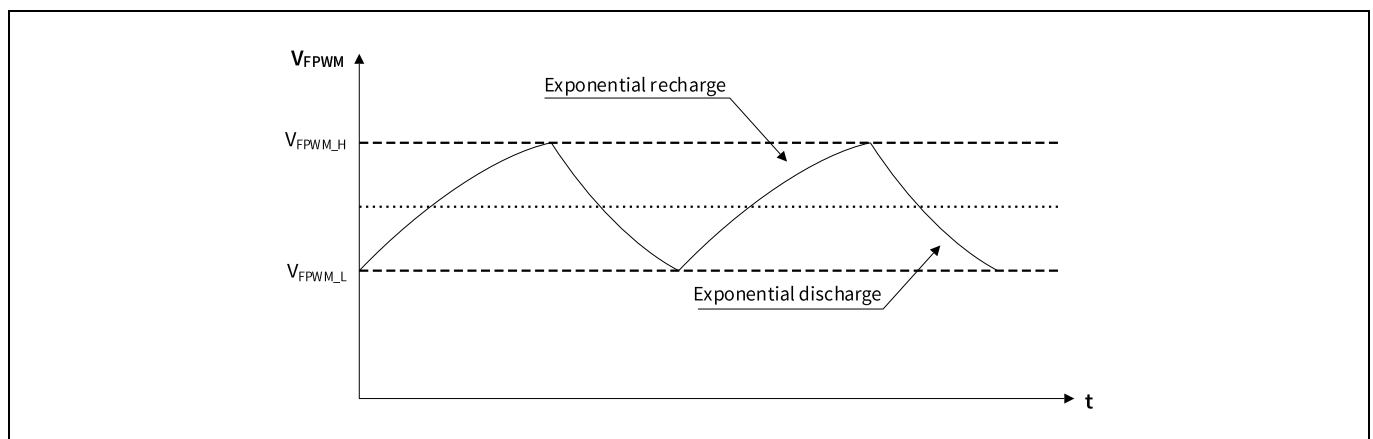 VFPWM
Exponential recharge
VFPWM_H
VFPWM_L
Exponential discharge
t